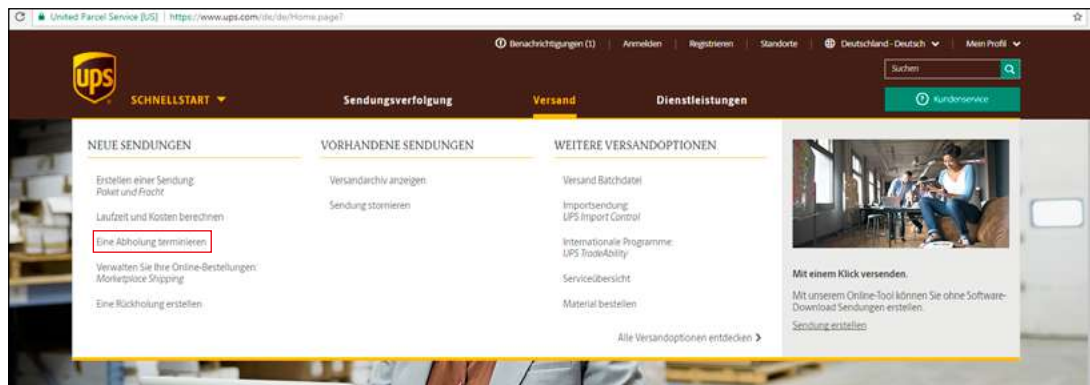 United Parcel Service [US] | https://www.ups.com/de/de/Home.page?
Benachrichtigungen (1) | Anmelden | Registrieren | Standorte | Deutschland - Deutsch | Mein Profil
Suchen
ups
SCHNELLSTART Sendungsverfolgung Versand Dienstleistungen
Kundenservice
NEUE SENDUNGEN
Erstellen einer Sendung:
Paket und Fracht
Laufzeit und Kosten berechnen
Eine Abholung terminieren
Verwalten Sie Ihre Online-Bestellungen:
Marketplace Shipping
Eine Rückholung erstellen
VORHANDENE SENDUNGEN
Versandarchiv anzeigen
Sendung stornieren
WEITERE VERSANDOPTIONEN
Versand Batchdatei
Importsendung:
UPS Import Control
Internationale Programme:
UPS TradeAbility
Serviceübersicht
Material bestellen
Alle Versandoptionen entdecken
Mit einem Klick versenden.
Mit unserem Online-Tool können Sie ohne Software-
Download Sendungen erstellen.
Sendung erstellen